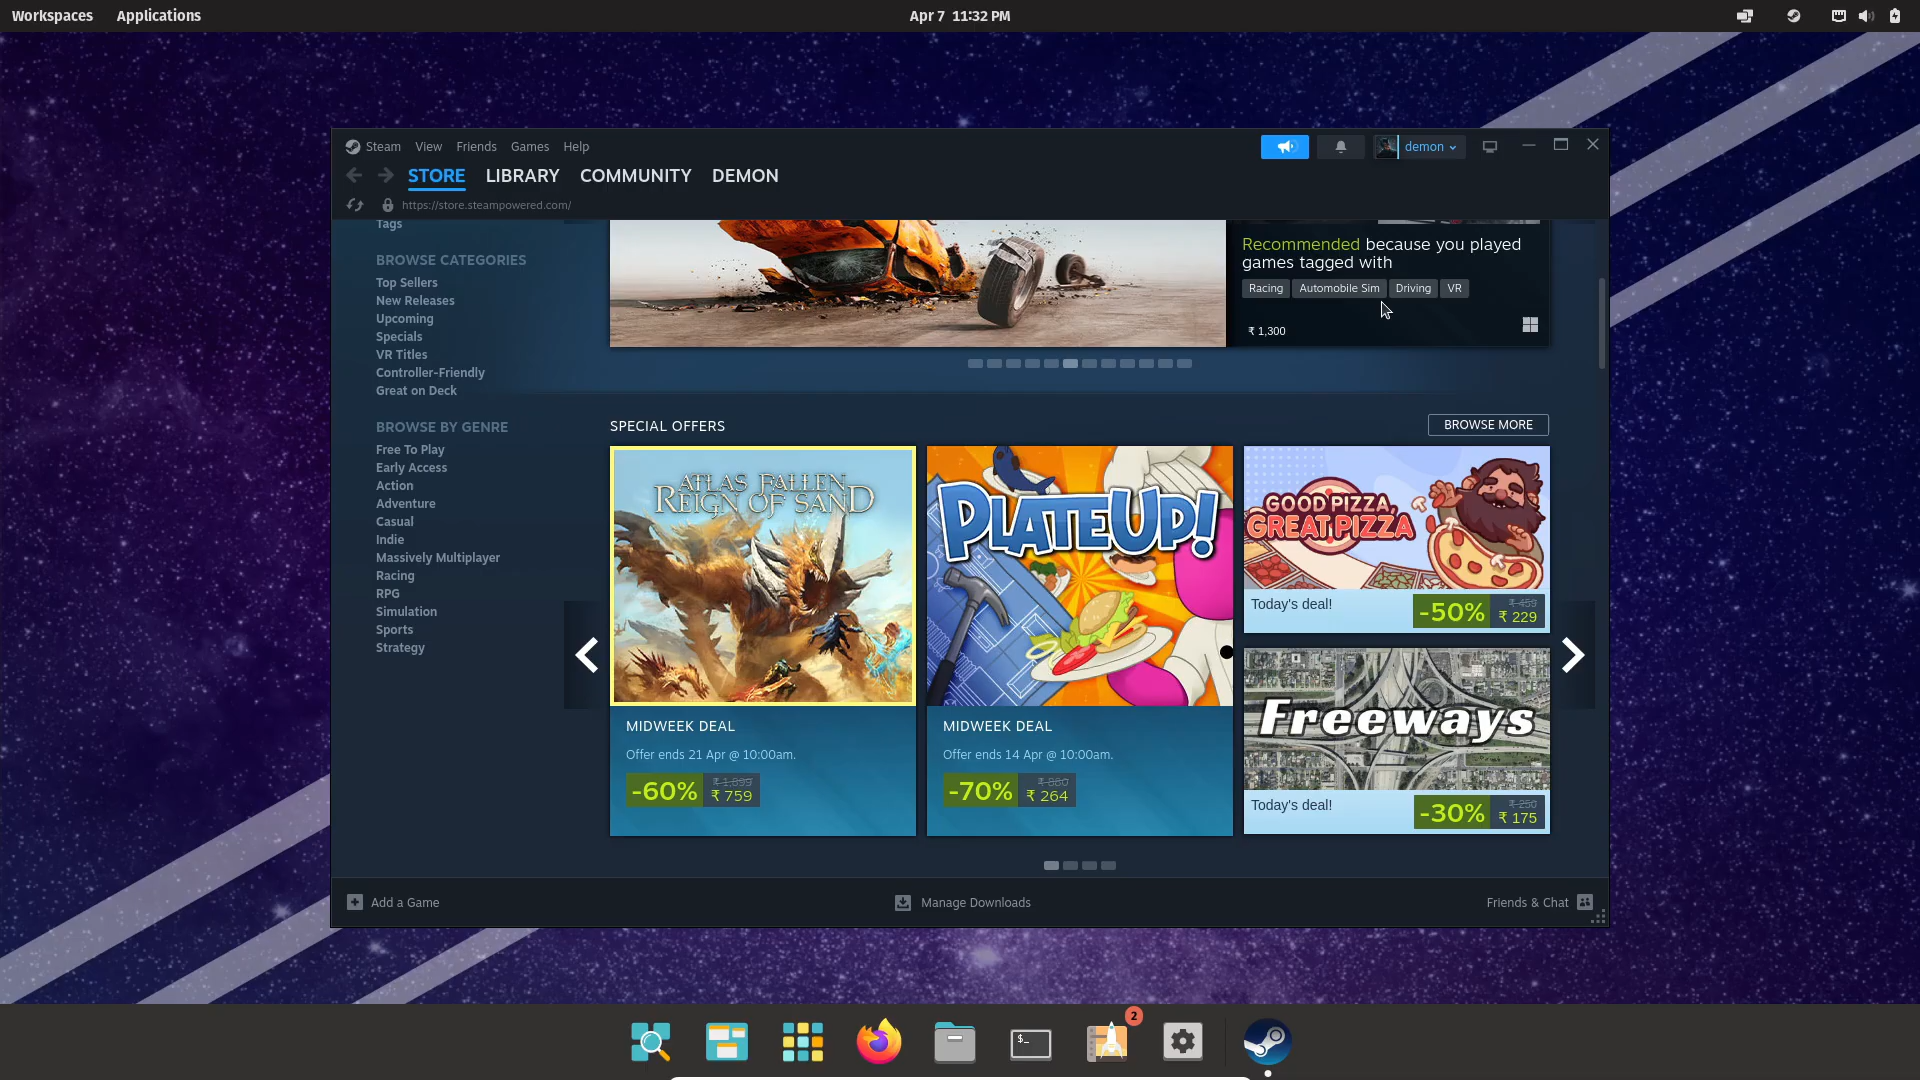 Workspaces
Applications
Apr 7 11:32 PM
Steam
View
Friends
Games
Help
demon
STORE
LIBRARY
COMMUNITY
DEMON
https://store.steampowered.com/
Tags
BROWSE CATEGORIES
Top Sellers
New Releases
Upcoming
Specials
VR Titles
Controller-Friendly
Great on Deck
BROWSE BY GENRE
Free To Play
Early Access
Action
Adventure
Casual
Indie
Massively Multiplayer
Racing
RPG
Simulation
Sports
Strategy
Recommended because you played
games tagged with
Racing
Automobile Sim
Driving
VR
₹ 1,300
SPECIAL OFFERS
BROWSE MORE
ATLAS FALLEN
REIGN OF SAND
MIDWEEK DEAL
Offer ends 21 Apr @ 10:00am.
-60%
₹ 1,899
₹ 759
PLATEUP!
MIDWEEK DEAL
Offer ends 14 Apr @ 10:00am.
-70%
₹ 880
₹ 264
GOOD PIZZA,
GREAT PIZZA
Today's deal!
-50%
₹ 459
₹ 229
Freeways
Today's deal!
-30%
₹ 250
₹ 175
Add a Game
Manage Downloads
Friends & Chat
$_
2